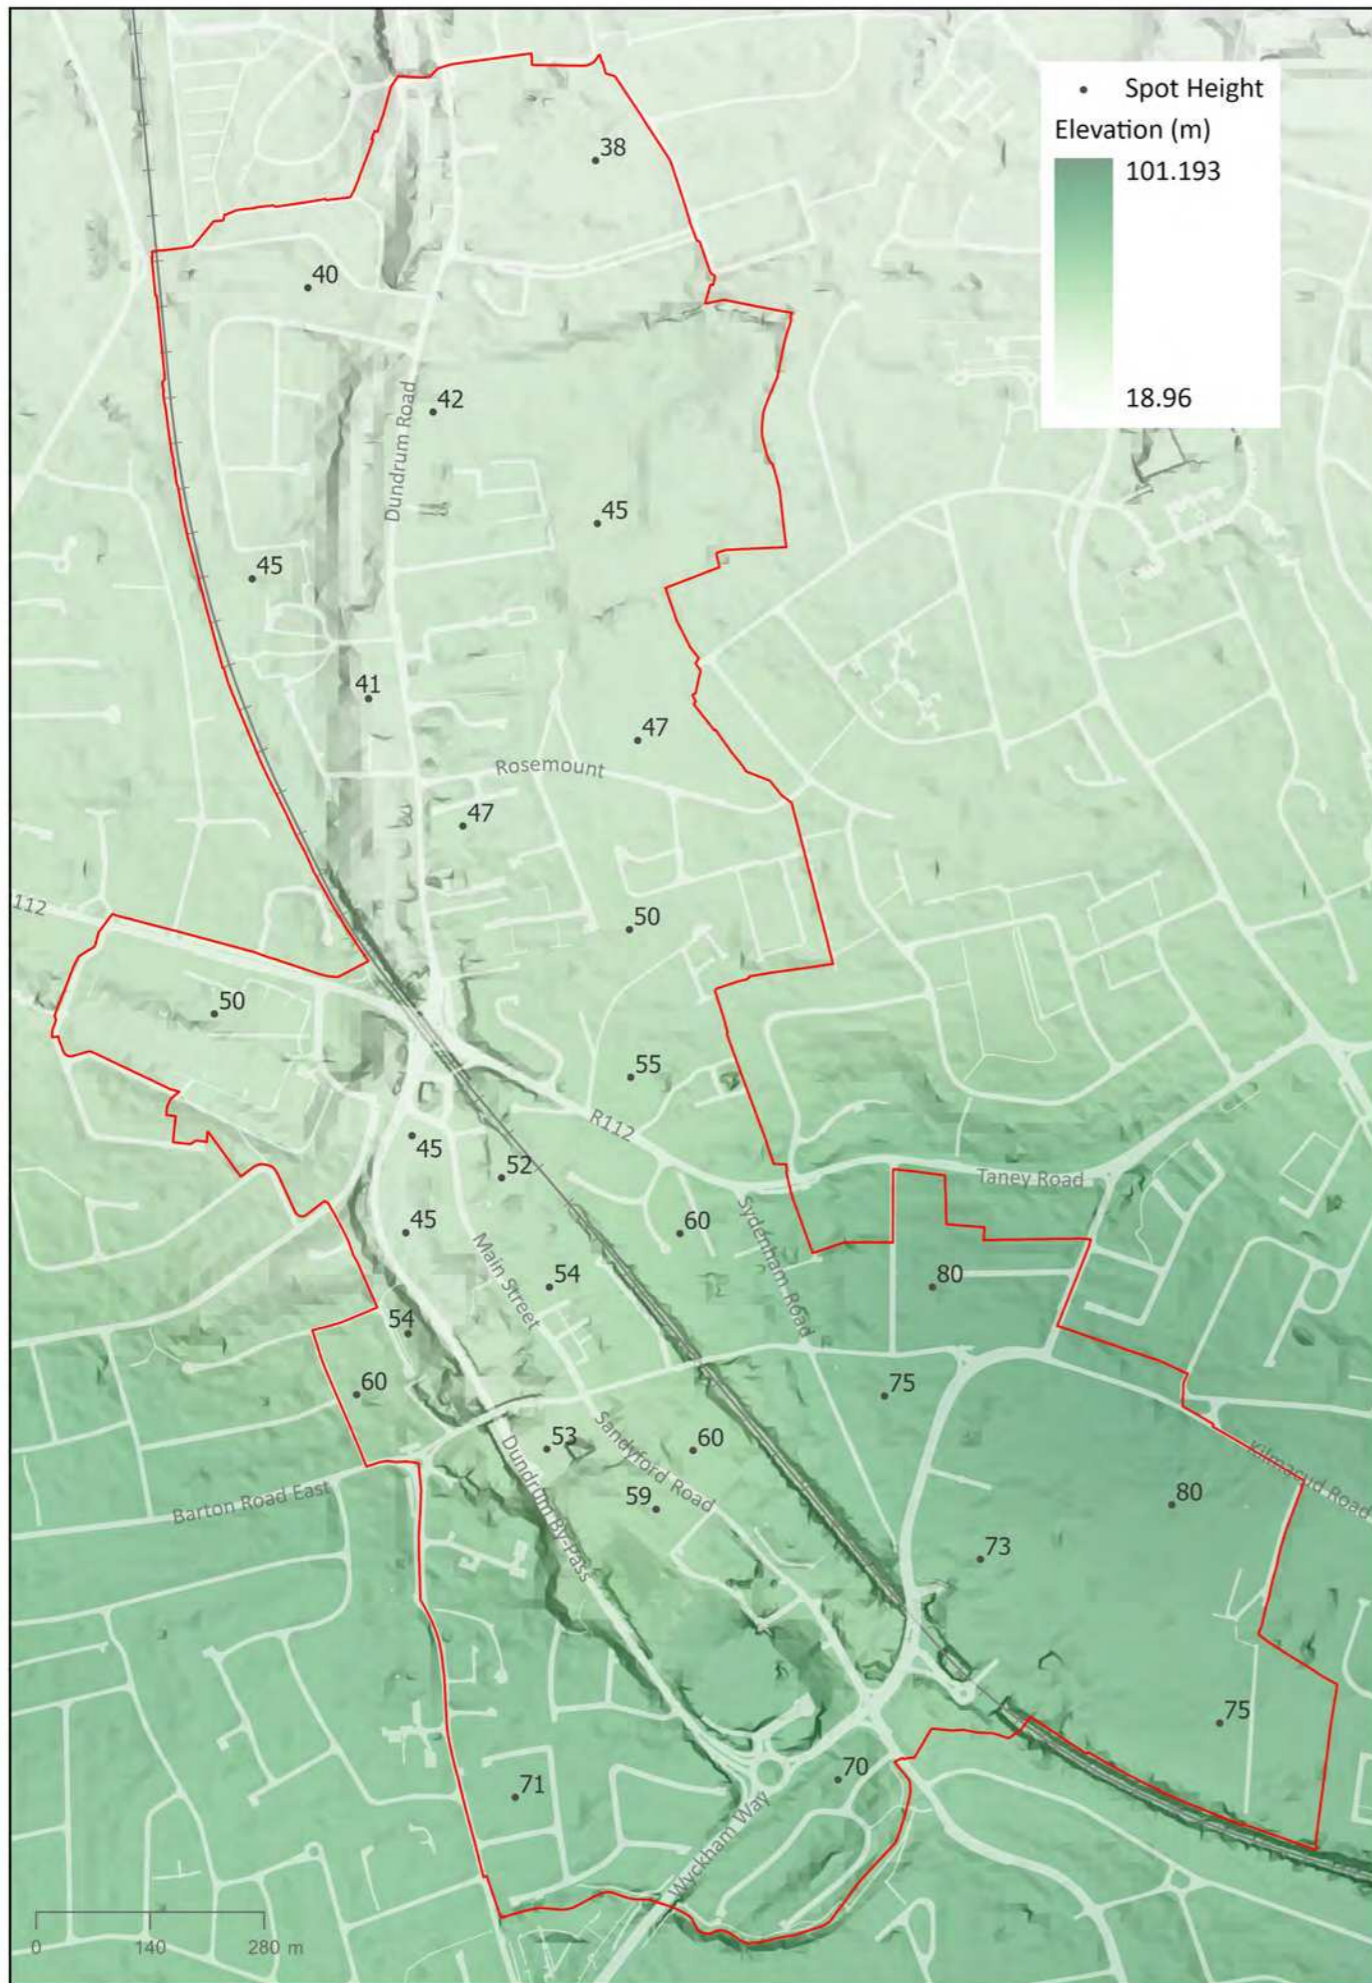 Spot Height
Elevation (m)
101.193
18.96
38
40
42
Dundrum Road
45
45
41
47
Rosemount
47
112
50
50
55
R112
45
52
Taney Road
45
60
Sydenham Road
Main Street
54
80
54
60
75
53
60
Sandyford Road
Dundrum By-Pass
Kilmacud Road
Barton Road East
59
80
73
75
70
71
Wyckham Way
0 140 280 m